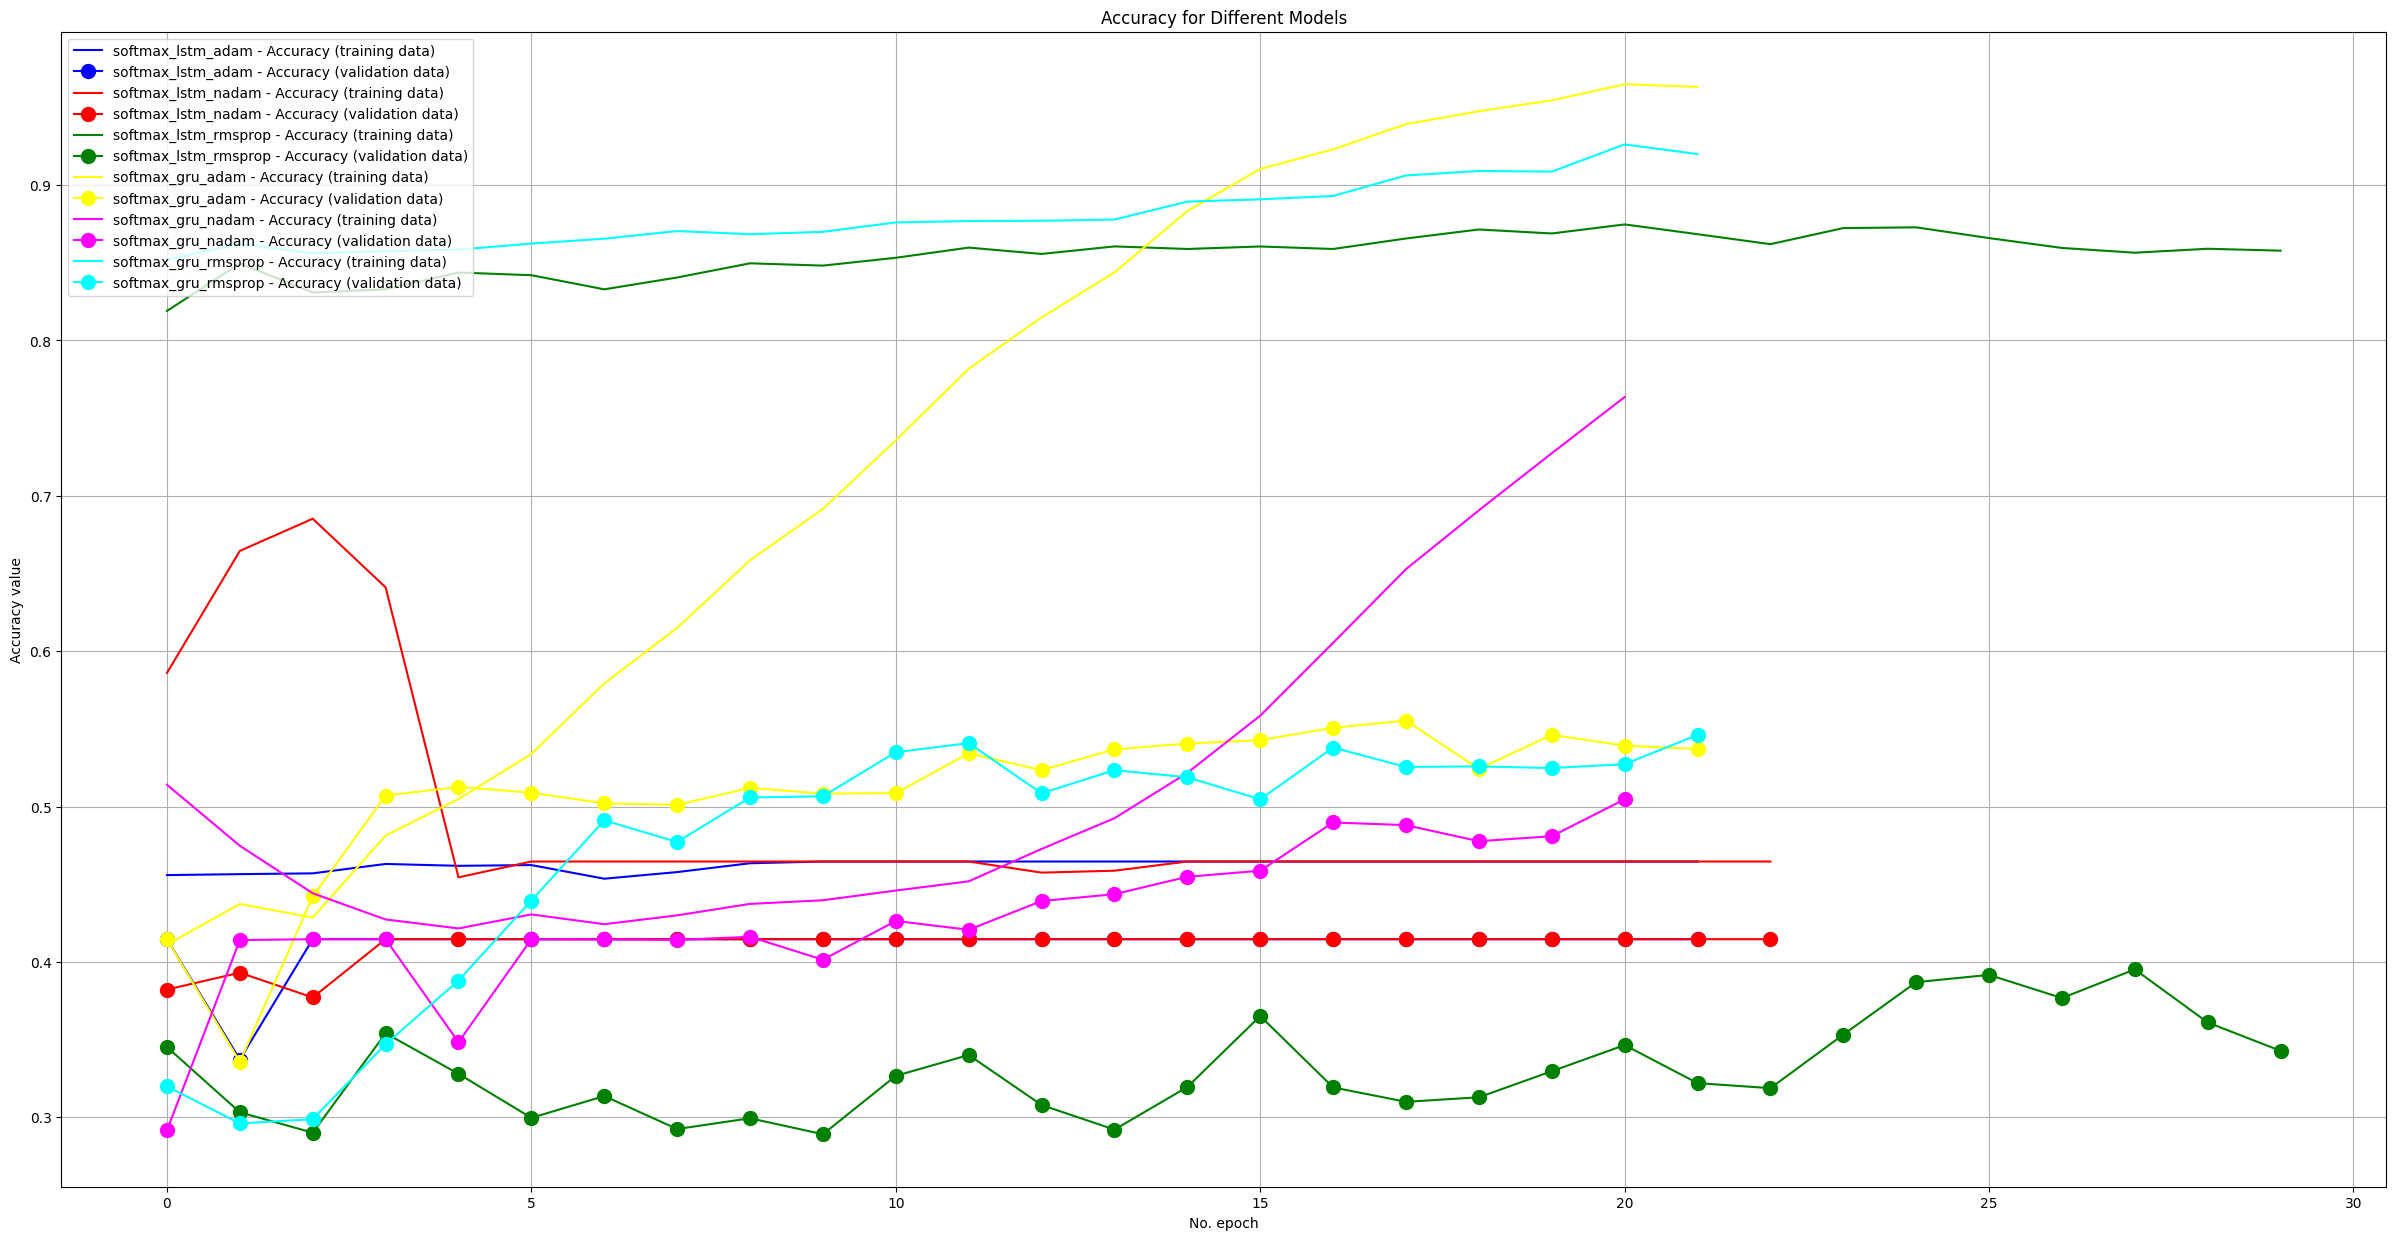 Accuracy for Different Models
softmax_lstm_adam - Accuracy (training data)
softmax_lstm_adam - Accuracy (validation data)
softmax_lstm_nadam - Accuracy (training data)
softmax_lstm_nadam - Accuracy (validation data)
softmax_lstm_rmsprop - Accuracy (training data)
softmax_lstm_rmsprop - Accuracy (validation data)
softmax_gru_adam - Accuracy (training data)
softmax_gru_adam - Accuracy (validation data)
softmax_gru_nadam - Accuracy (training data)
softmax_gru_nadam - Accuracy (validation data)
softmax_gru_rmsprop - Accuracy (training data)
softmax_gru_rmsprop - Accuracy (validation data)
Accuracy value
0.9
0.8
0.7
0.6
0.5
0.4
0.3
0 5 10 15 20 25 30
No. epoch